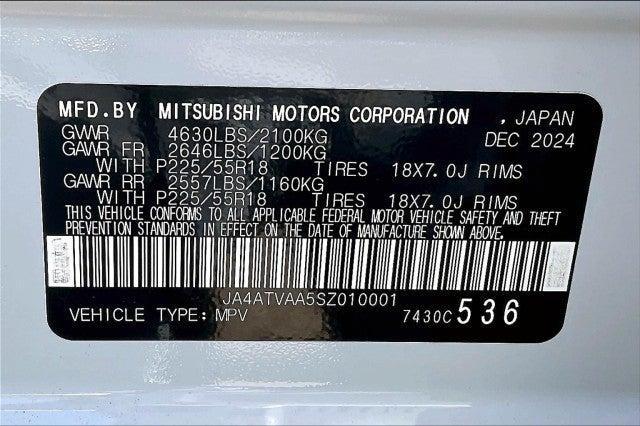 MFD.BY MITSUBISHI MOTORS CORPORATION , JAPAN
GVWR 4630LBS/2100KG DEC 2024
GAWR FR 2646LBS/1200KG
WITH P225/55R18 TIRES 18X7.0J RIMS
GAWR RR 2557LBS/1160KG
WITH P225/55R18 TIRES 18X7.0J RIMS
THIS VEHICLE CONFORMS TO ALL APPLICABLE FEDERAL MOTOR VEHICLE SAFETY AND THEFT
PREVENTION STANDARDS IN EFFECT ON THE DATE OF MANUFACTURE SHOWN ABOVE.
JA4ATVAA5SZ010001
VEHICLE TYPE: MPV 7430C 536